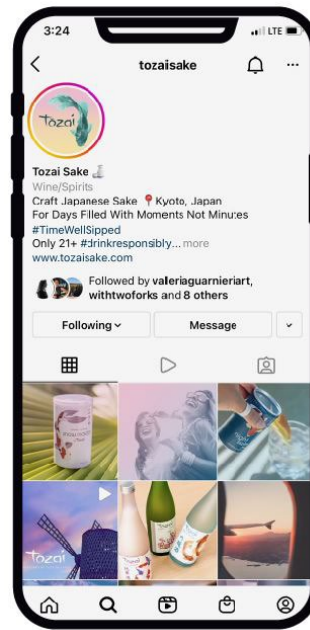 3:24
LTE
tozaisake
Tozai
Tozai Sake
Wine/Spirits
Craft Japanese Sake 📍Kyoto, Japan
For Days Filled With Moments Not Minutes
#TimeWellSipped
Only 21+ #drinkresponsibly... more
www.tozaisake.com
Followed by valeriaguarnieriart,
withtwoforks and 8 others
Following
Message
Tozai